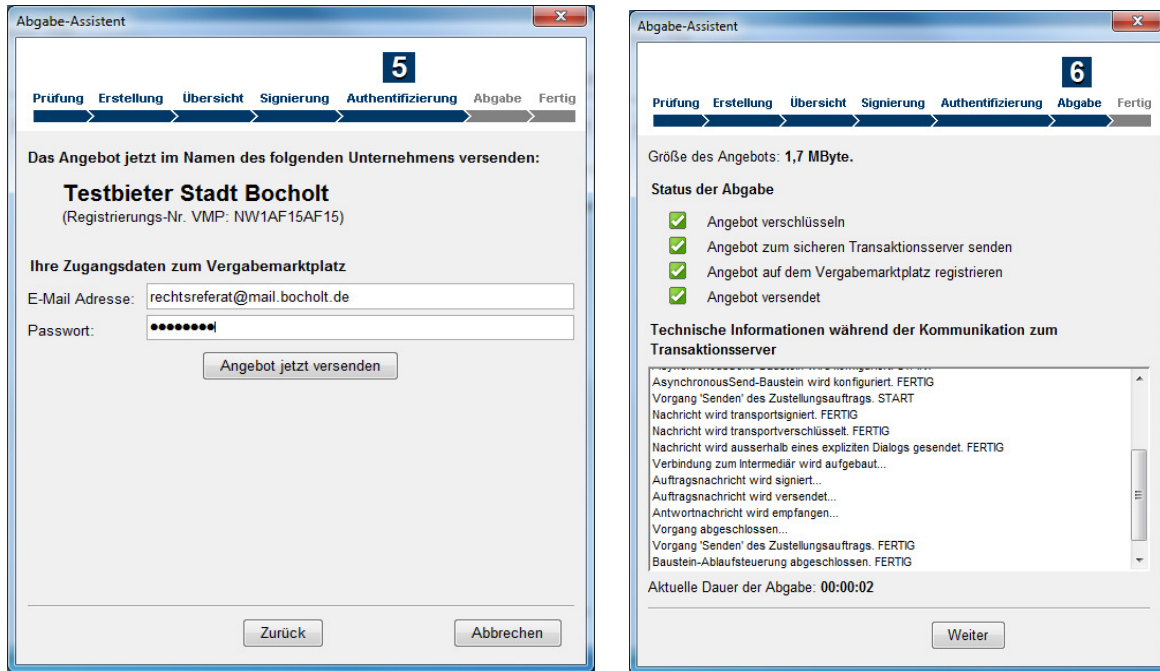 Abgabe-Assistent
5
Prüfung Erstellung Übersicht Signierung Authentifizierung Abgabe Fertig
Das Angebot jetzt im Namen des folgenden Unternehmens versenden:
Testbieter Stadt Bocholt
(Registrierungs-Nr. VMP: NW1AF15AF15)
Ihre Zugangsdaten zum Vergabemarktplatz
E-Mail Adresse: rechtsreferat@mail.bocholt.de
Passwort: ●●●●●●●●
Angebot jetzt versenden
Zurück Abbrechen
Abgabe-Assistent
6
Prüfung Erstellung Übersicht Signierung Authentifizierung Abgabe Fertig
Größe des Angebots: 1,7 MByte.
Status der Abgabe
Angebot verschlüsseln
Angebot zum sicheren Transaktionsserver senden
Angebot auf dem Vergabemarktplatz registrieren
Angebot versendet
Technische Informationen während der Kommunikation zum
Transaktionsserver
AsynchronousSend-Baustein wird konfiguriert. FERTIG
Vorgang 'Senden' des Zustellungsauftrags. START
Nachricht wird transportsigniert. FERTIG
Nachricht wird transportverschlüsselt. FERTIG
Nachricht wird ausserhalb eines expliziten Dialogs gesendet. FERTIG
Verbindung zum Intermediär wird aufgebaut...
Auftragsnachricht wird signiert...
Auftragsnachricht wird versendet...
Antwortnachricht wird empfangen...
Vorgang abgeschlossen...
Vorgang 'Senden' des Zustellungsauftrags. FERTIG
Baustein-Ablaufsteuerung abgeschlossen. FERTIG
Aktuelle Dauer der Abgabe: 00:00:02
Weiter